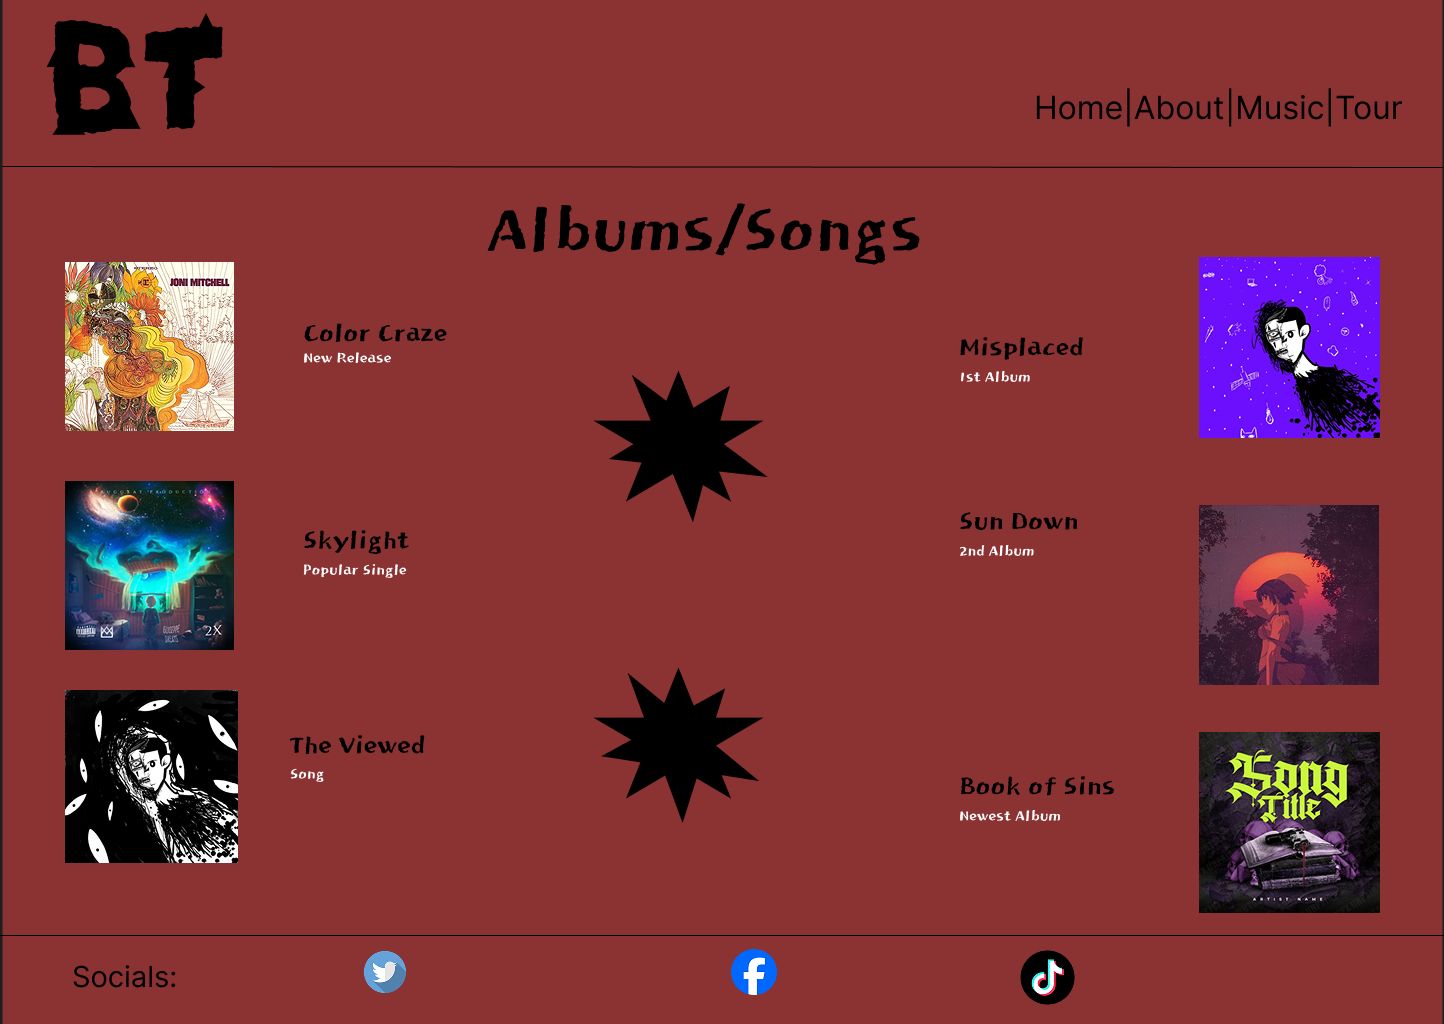 BT
Home|About|Music|Tour
Albums/Songs
JONI MITCHELL
Color Craze
New Release
Misplaced
1st Album
Skylight
Popular Single
2X
Sun Down
2nd Album
The Viewed
Song
Book of Sins
Newest Album
Song
Title
ARTIST NAME
Socials: